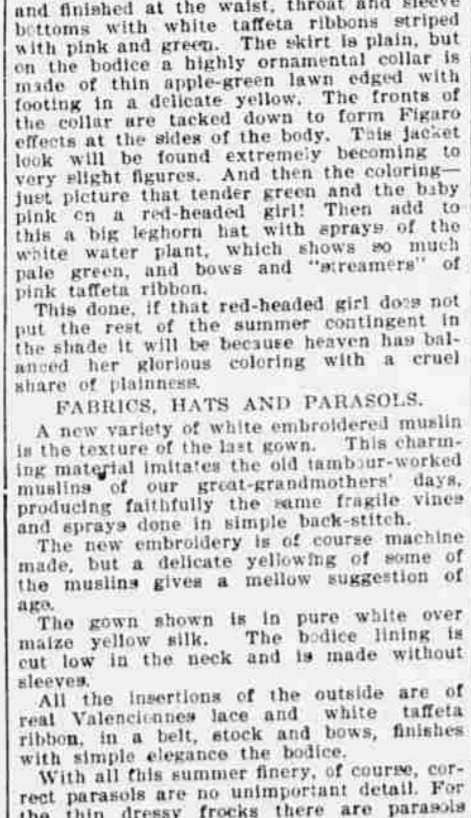 and finished at the waist, throat and sleeve
bottoms with white taffeta ribbons striped
with pink and green. The skirt is plain, but
on the bodice a highly ornamental collar is
made of thin apple-green lawn edged with
footing in a delicate yellow. The fronts of
the collar are tacked down to form Figaro
effects at the sides of the body. This jacket
look will be found extremely becoming to
very slight figures. And then the coloring—
just picture that tender green and the baby
pink on a red-headed girl! Then add to
this a big leghorn hat with sprays of the
white water plant, which shows so much
pale green, and bows and "streamers" of
pink taffeta ribbon.
This done, if that red-headed girl does not
put the rest of the summer contingent in
the shade it will be because heaven has bal-
anced her glorious coloring with a cruel
share of plainness.
FABRICS, HATS AND PARASOLS.
A new variety of white embroidered muslin
is the texture of the last gown. This charm-
ing material imitates the old tambour-worked
muslins of our great-grandmothers' days,
producing faithfully the same fragile vines
and sprays done in simple back-stitch.
The new embroidery is of course machine
made, but a delicate yellowing of some of
the muslins gives a mellow suggestion of
age.
The gown shown is in pure white over
maize yellow silk. The bodice lining is
cut low in the neck and is made without
sleeves.
All the insertions of the outside are of
real Valenciennes lace and white taffeta
ribbon, in a belt, stock and bows, finishes
with simple elegance the bodice.
With all this summer finery, of course, cor-
rect parasols are no unimportant detail. For
the thin dressy frocks there are parasols